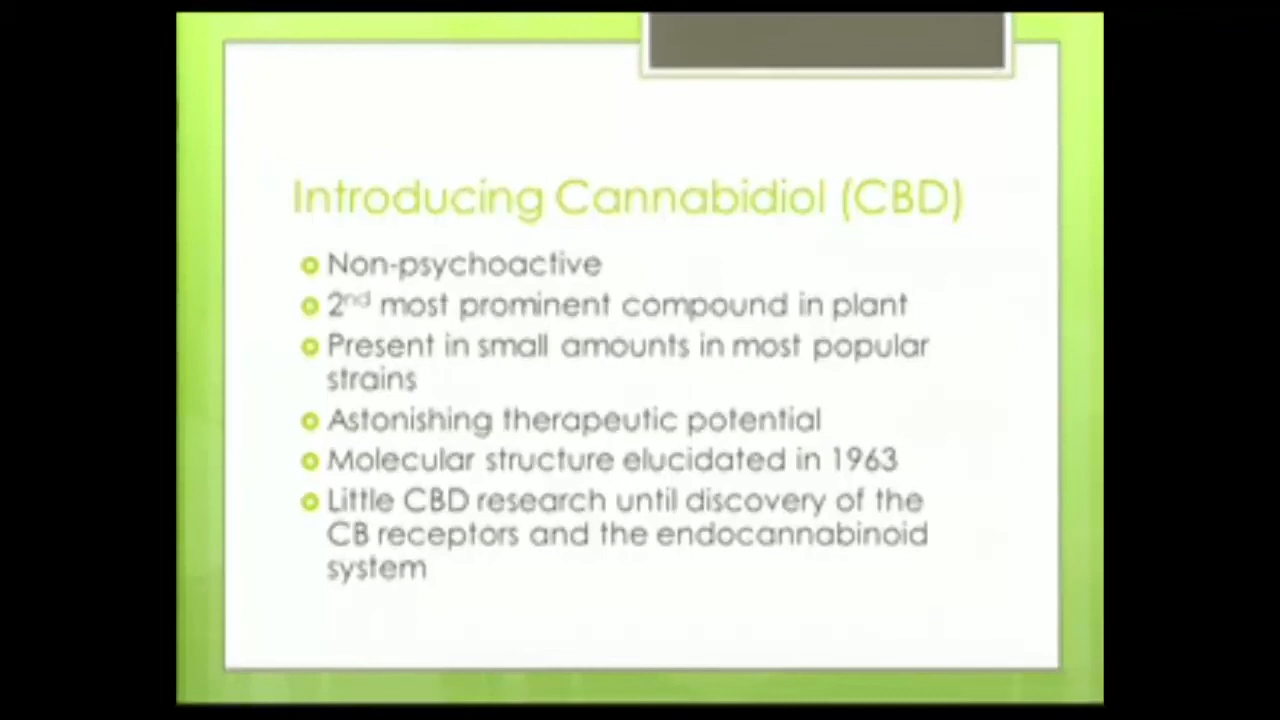 Introducing Cannabidiol (CBD)
Non-psychoactive
2nd most prominent compound in plant
Present in small amounts in most popular
strains
Astonishing therapeutic potential
Molecular structure elucidated in 1963
Little CBD research until discovery of the
CB receptors and the endocannabinoid
system